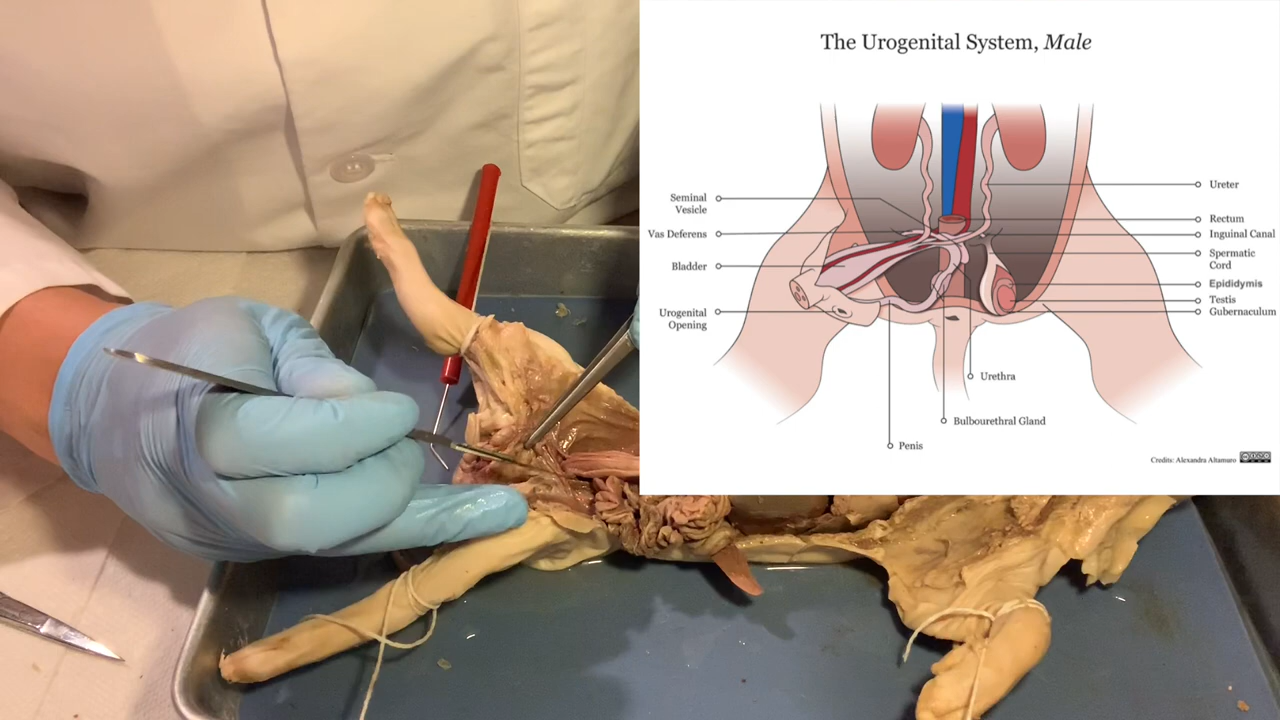 The Urogenital System, Male
Seminal
Vesicle
Vas Deferens
Bladder
Urogenital
Opening
Ureter
Rectum
Inguinal Canal
Spermatic
Cord
Epididymis
Testis
Gubernaculum
Urethra
Bulbourethral Gland
Penis
Credits: Alexandra Altamuro